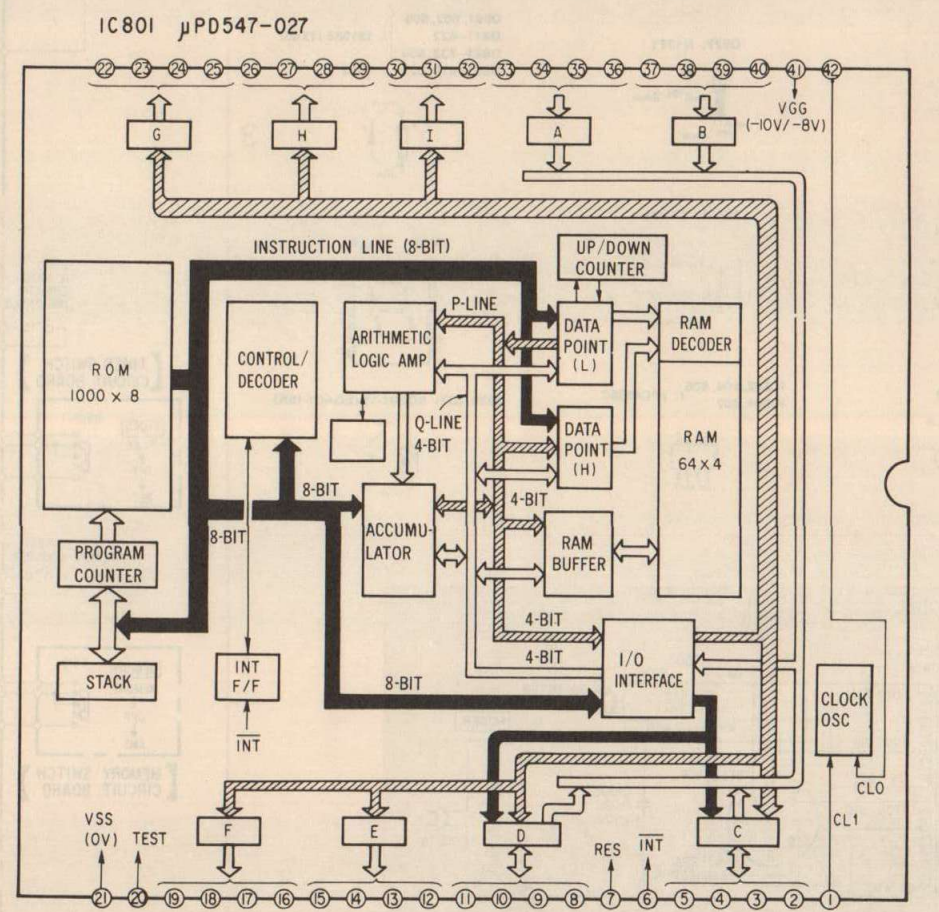 IC801 μPD547-027
22 23 24 25 26 27 28 29 30 31 32 33 34 35 36 37 38 39 40 41 42
VGG
(-10V/-8V)
G H I A B
INSTRUCTION LINE (8-BIT)
UP/DOWN
COUNTER
P-LINE
ROM
1000 x 8
CONTROL/
DECODER
ARITHMETIC
LOGIC AMP
DATA
POINT
(L)
RAM
DECODER
Q-LINE
4-BIT
DATA
POINT
(H)
RAM
64x4
8-BIT
8-BIT
4-BIT
ACCUMU-
LATOR
RAM
BUFFER
PROGRAM
COUNTER
STACK
INT
F/F
INT
4-BIT
4-BIT
8-BIT
I/O
INTERFACE
CLOCK
OSC
CL0
CL1
F E D C
VSS
(0V)
TEST
RES
INT
21 20 19 18 17 16 15 14 13 12 11 10 9 8 7 6 5 4 3 2 1